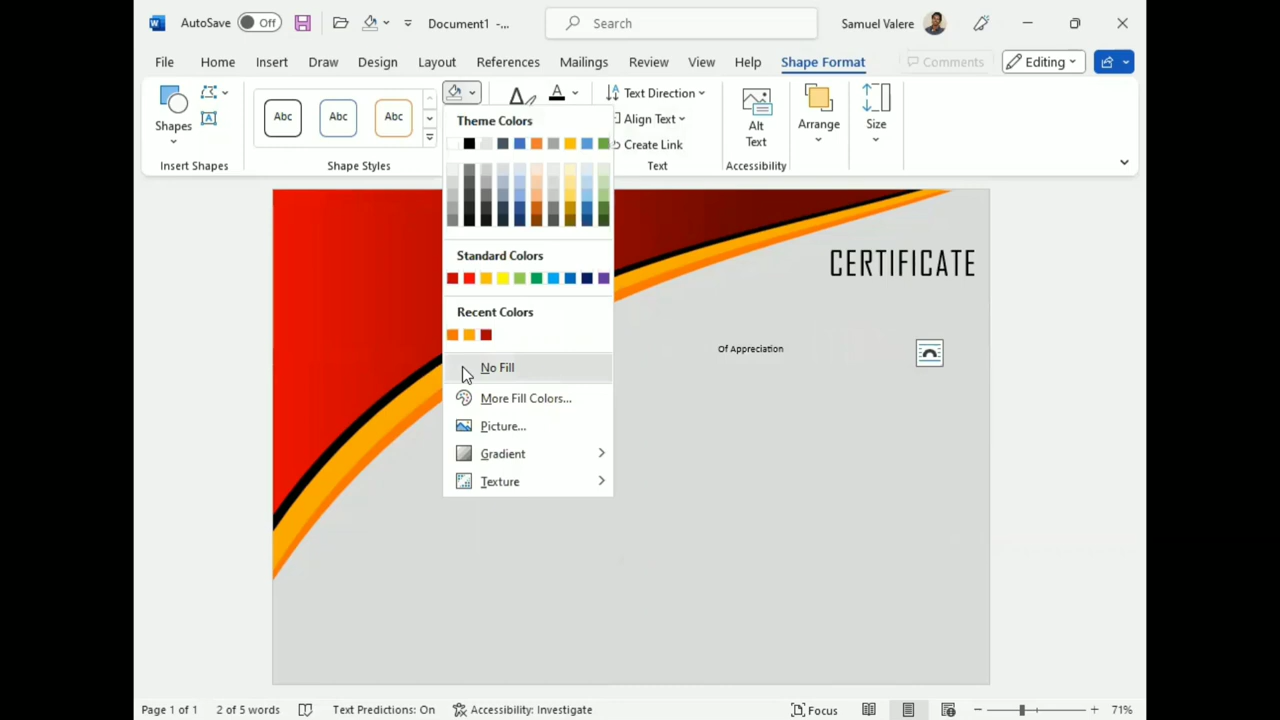 AutoSave Off Document1 -... Search Samuel Valere
File Home Insert Draw Design Layout References Mailings Review View Help Shape Format Comments Editing
Shapes
Abc Abc Abc
Text Direction
Align Text
Create Link
Alt
Text
Arrange
Size
Insert Shapes Shape Styles Text Accessibility
Theme Colors
Standard Colors
Recent Colors
No Fill
More Fill Colors...
Picture...
Gradient
Texture
CERTIFICATE
Of Appreciation
Page 1 of 1 2 of 5 words Text Predictions: On Accessibility: Investigate Focus 71%